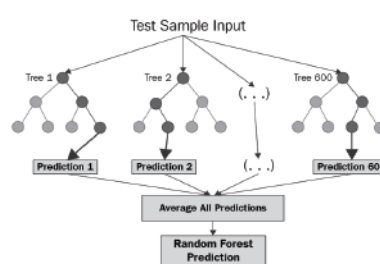 Test Sample Input
Tree 1
Tree 2
Tree 600
(. . .)
(. . .)
Prediction 1
Prediction 2
Prediction 60
Average All Predictions
Random Forest
Prediction